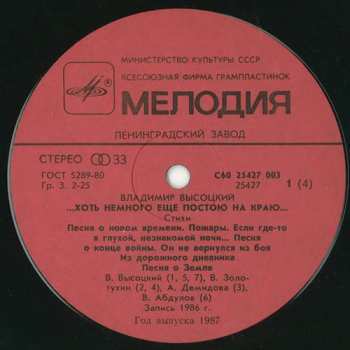 МИНИСТЕРСТВО КУЛЬТУРЫ СССР
ВСЕСОЮЗНАЯ ФИРМА ГРАМПЛАСТИНОК
МЕЛОДИЯ
ЛЕНИНГРАДСКИЙ ЗАВОД
СТЕРЕО 33
С60 25427 003
ГОСТ 5289-80
25427
1 (4)
Гр. 3. 2-25
ВЛАДИМИР ВЫСОЦКИЙ
...ХОТЬ НЕМНОГО ЕЩЕ ПОСТОЮ НА КРАЮ...
Стихи
Песня о новом времени. Пожары. Если где-то
в глухой, незнакомой ночи... Песня
о конце войны. Он не вернулся из боя
Из дорожного дневника
Песня о Земле
В. Высоцкий (1, 5, 7), В. Золо-
тухин (2, 4), А. Демидова (3),
В. Абдулов (6)
Запись 1986 г.
Год выпуска 1987